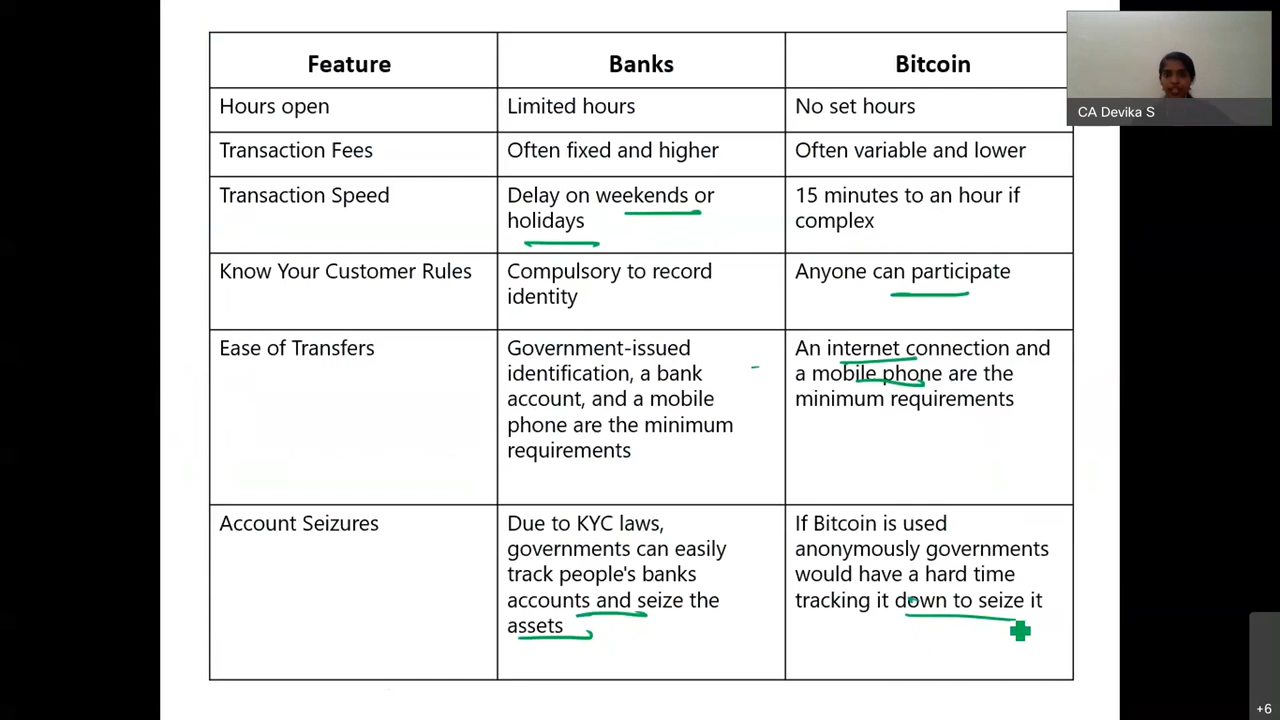 Feature
Banks
Bitcoin
CA Devika S
Hours open
Limited hours
No set hours
Transaction Fees
Often fixed and higher
Often variable and lower
Transaction Speed
Delay on weekends or
holidays
15 minutes to an hour if
complex
Know Your Customer Rules
Compulsory to record
identity
Anyone can participate
Ease of Transfers
Government-issued
identification, a bank
account, and a mobile
phone are the minimum
requirements
An internet connection and
a mobile phone are the
minimum requirements
Account Seizures
Due to KYC laws,
governments can easily
track people's banks
accounts and seize the
assets
If Bitcoin is used
anonymously governments
would have a hard time
tracking it down to seize it
+6